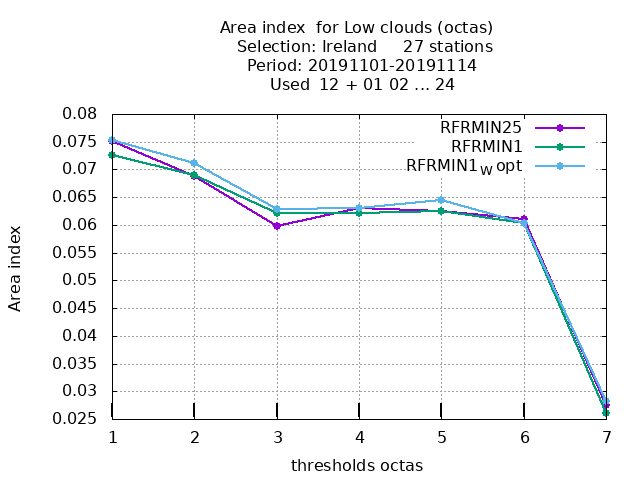 Area index  for Low clouds (octas)
Selection: Ireland     27 stations
Period: 20191101-20191114
Used  12 + 01 02 ... 24
RFRMIN25
RFRMIN1
RFRMIN1W opt
0.08
0.075
0.07
0.065
0.06
0.055
0.05
0.045
0.04
0.035
0.03
0.025
Area index
1 2 3 4 5 6 7
thresholds octas